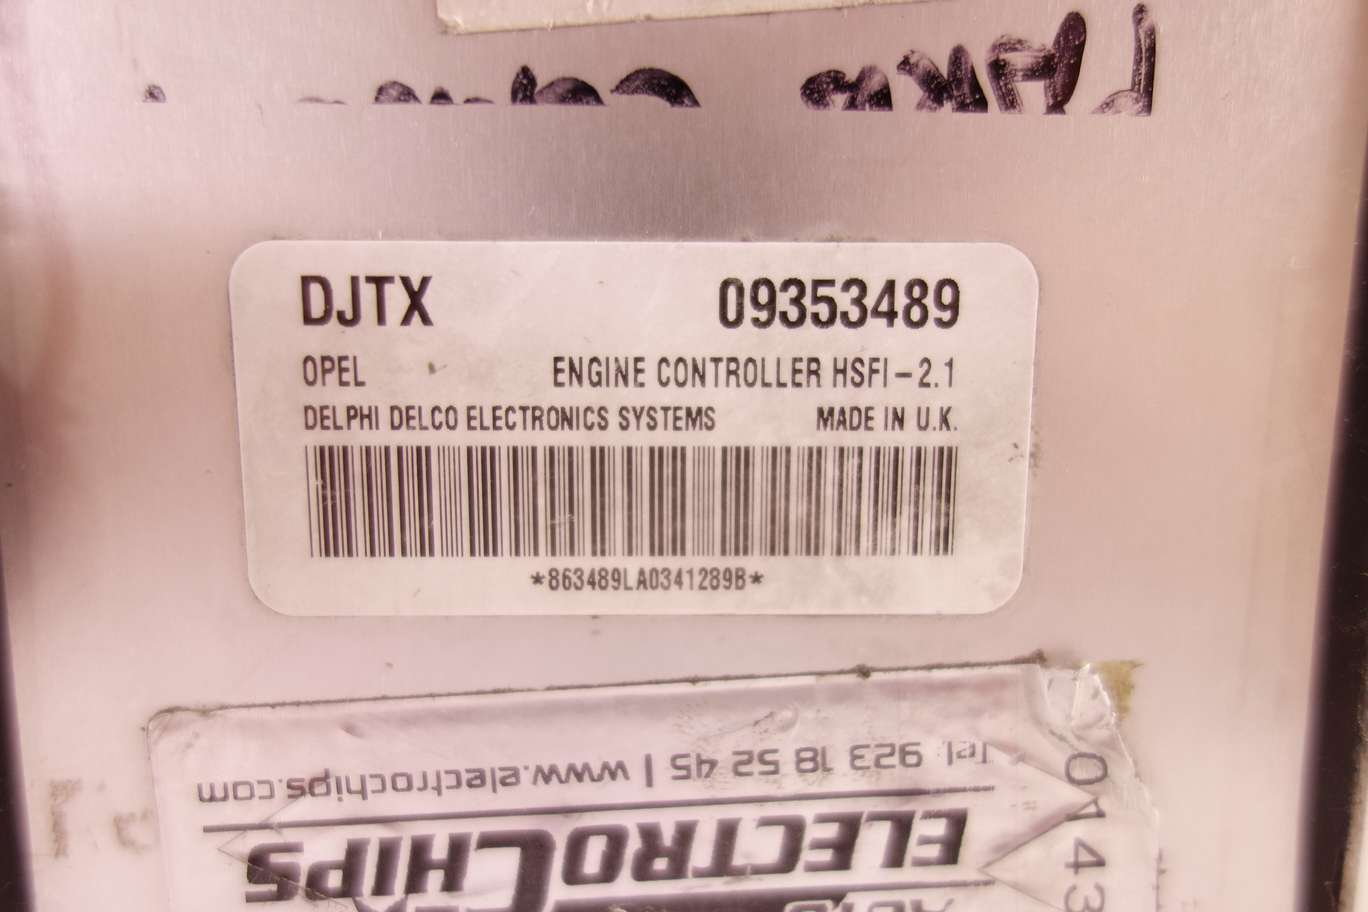 DJTX 09353489
OPEL ENGINE CONTROLLER HSFI-2.1
DELPHI DELCO ELECTRONICS SYSTEMS MADE IN U.K.
*863489LA0341289B*
Tel. 923 18 52 45 | www.electrochips.com
ELECTROCHIPS
0143